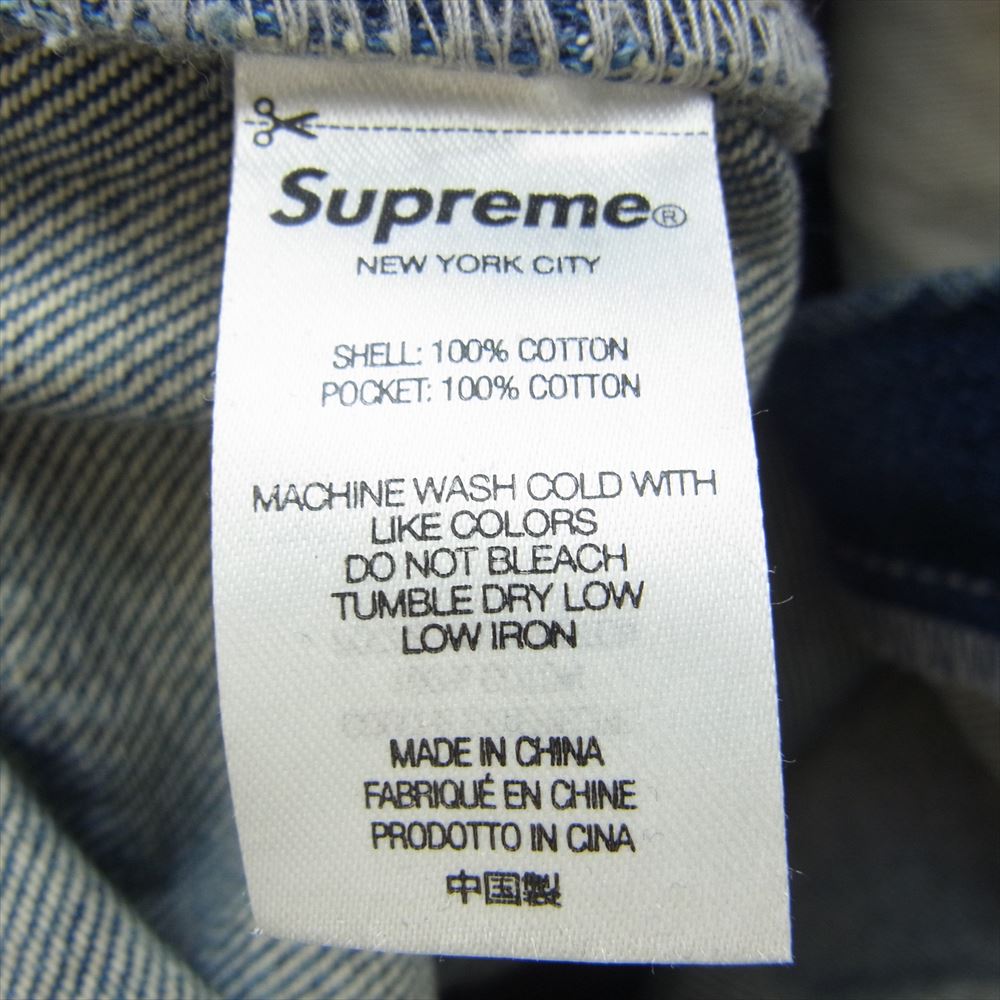 Supreme®
NEW YORK CITY
SHELL: 100% COTTON
POCKET: 100% COTTON
MACHINE WASH COLD WITH
LIKE COLORS
DO NOT BLEACH
TUMBLE DRY LOW
LOW IRON
MADE IN CHINA
FABRIQUÉ EN CHINE
PRODOTTO IN CINA
中国製